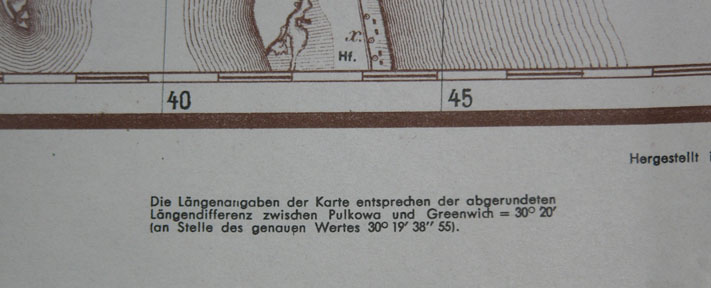 x.
Hf.
40
45
Hergestellt
Die Längenangaben der Karte entsprechen der abgerundeten
Längendifferenz zwischen Pulkowa und Greenwich = 30° 20′
(an Stelle des genauen Wertes 30° 19′ 38″ 55).